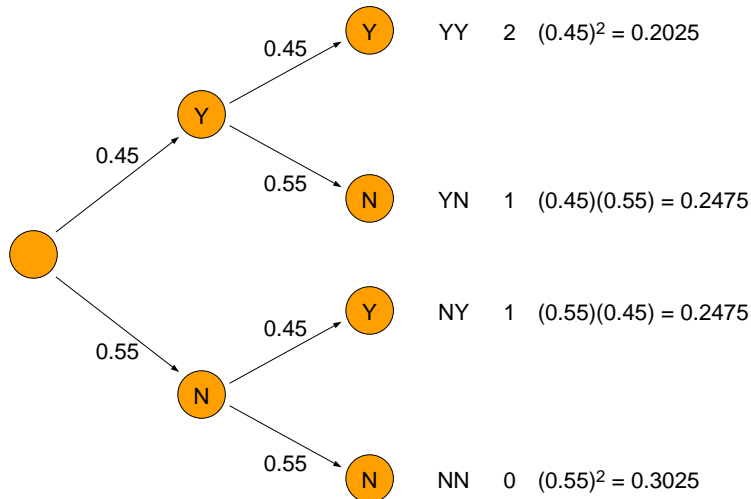 0.45
Y YY 2 (0.45)² = 0.2025
Y
0.45
0.55
N YN 1 (0.45)(0.55) = 0.2475
0.45
Y NY 1 (0.55)(0.45) = 0.2475
0.55
N
0.55
N NN 0 (0.55)² = 0.3025